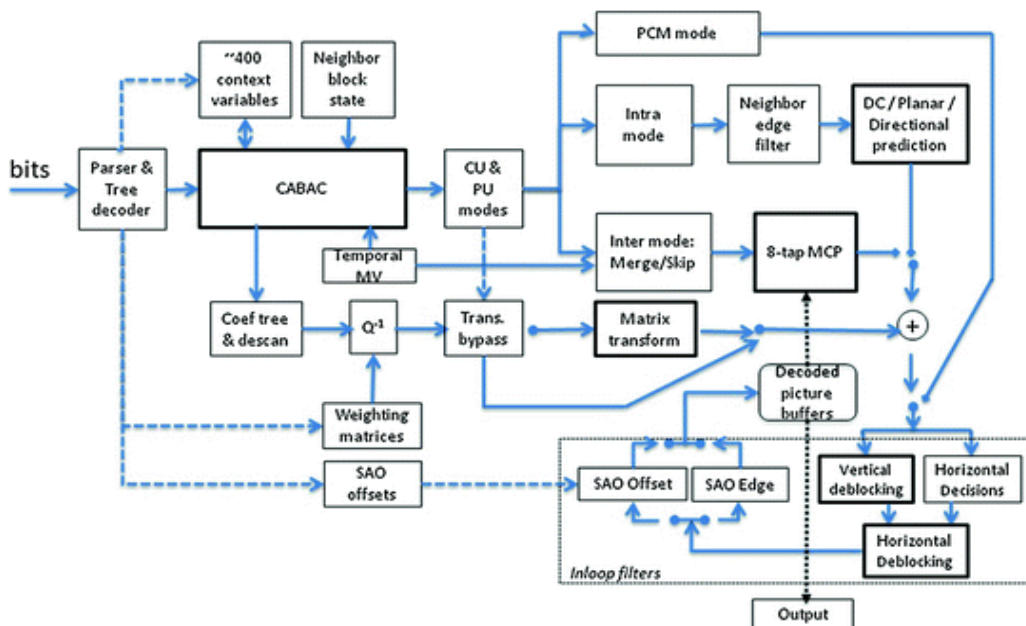 PCM mode
~400
context
variables
Neighbor
block
state
Intra
mode
Neighbor
edge
filter
DC / Planar /
Directional
prediction
bits
Parser &
Tree
decoder
CABAC
CU &
PU
modes
Temporal
MV
Inter mode:
Merge/Skip
8-tap MCP
Coef tree
& descan
Q-1
Trans.
bypass
Matrix
transform
+
Decoded
picture
buffers
Weighting
matrices
SAO
offsets
SAO Offset
SAO Edge
Vertical
deblocking
Horizontal
Decisions
Horizontal
Deblocking
Inloop filters
Output